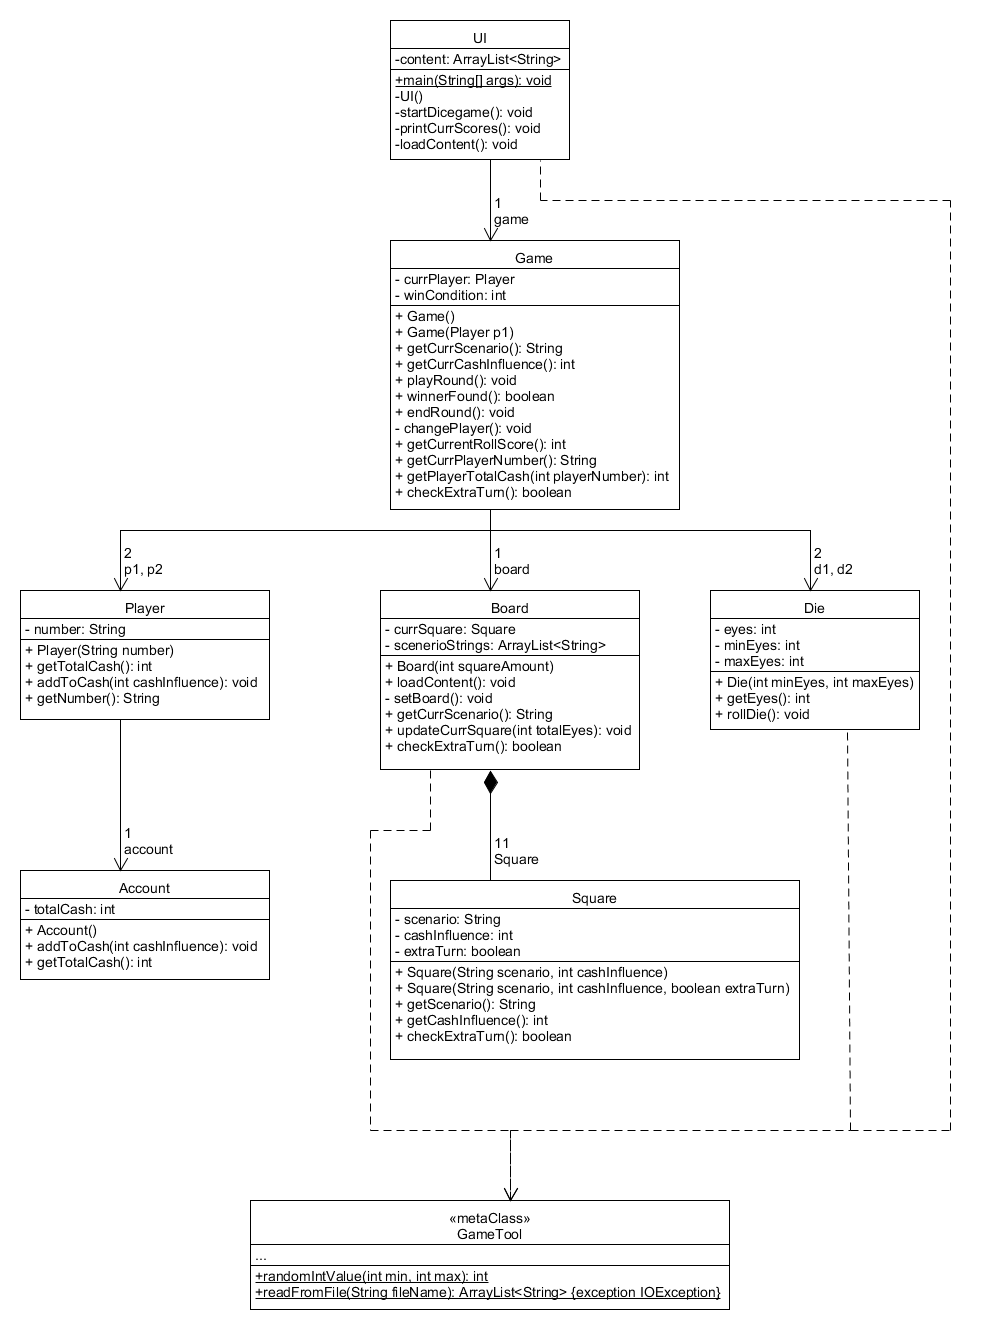 UI
-content: ArrayList<String>
+main(String[] args): void
-UI()
-startDicegame(): void
-printCurrScores(): void
-loadContent(): void
1
game
Game
- currPlayer: Player
- winCondition: int
+ Game()
+ Game(Player p1)
+ getCurrScenario(): String
+ getCurrCashInfluence(): int
+ playRound(): void
+ winnerFound(): boolean
+ endRound(): void
- changePlayer(): void
+ getCurrentRollScore(): int
+ getCurrPlayerNumber(): String
+ getPlayerTotalCash(int playerNumber): int
+ checkExtraTurn(): boolean
2
p1, p2
1
board
2
d1, d2
Player
- number: String
+ Player(String number)
+ getTotalCash(): int
+ addToCash(int cashInfluence): void
+ getNumber(): String
Board
- currSquare: Square
- scenerioStrings: ArrayList<String>
+ Board(int squareAmount)
+ loadContent(): void
- setBoard(): void
+ getCurrScenario(): String
+ updateCurrSquare(int totalEyes): void
+ checkExtraTurn(): boolean
Die
- eyes: int
- minEyes: int
- maxEyes: int
+ Die(int minEyes, int maxEyes)
+ getEyes(): int
+ rollDie(): void
1
account
11
Square
Account
- totalCash: int
+ Account()
+ addToCash(int cashInfluence): void
+ getTotalCash(): int
Square
- scenario: String
- cashInfluence: int
- extraTurn: boolean
+ Square(String scenario, int cashInfluence)
+ Square(String scenario, int cashInfluence, boolean extraTurn)
+ getScenario(): String
+ getCashInfluence(): int
+ checkExtraTurn(): boolean
«metaClass»
GameTool
...
+randomIntValue(int min, int max): int
+readFromFile(String fileName): ArrayList<String> {exception IOException}